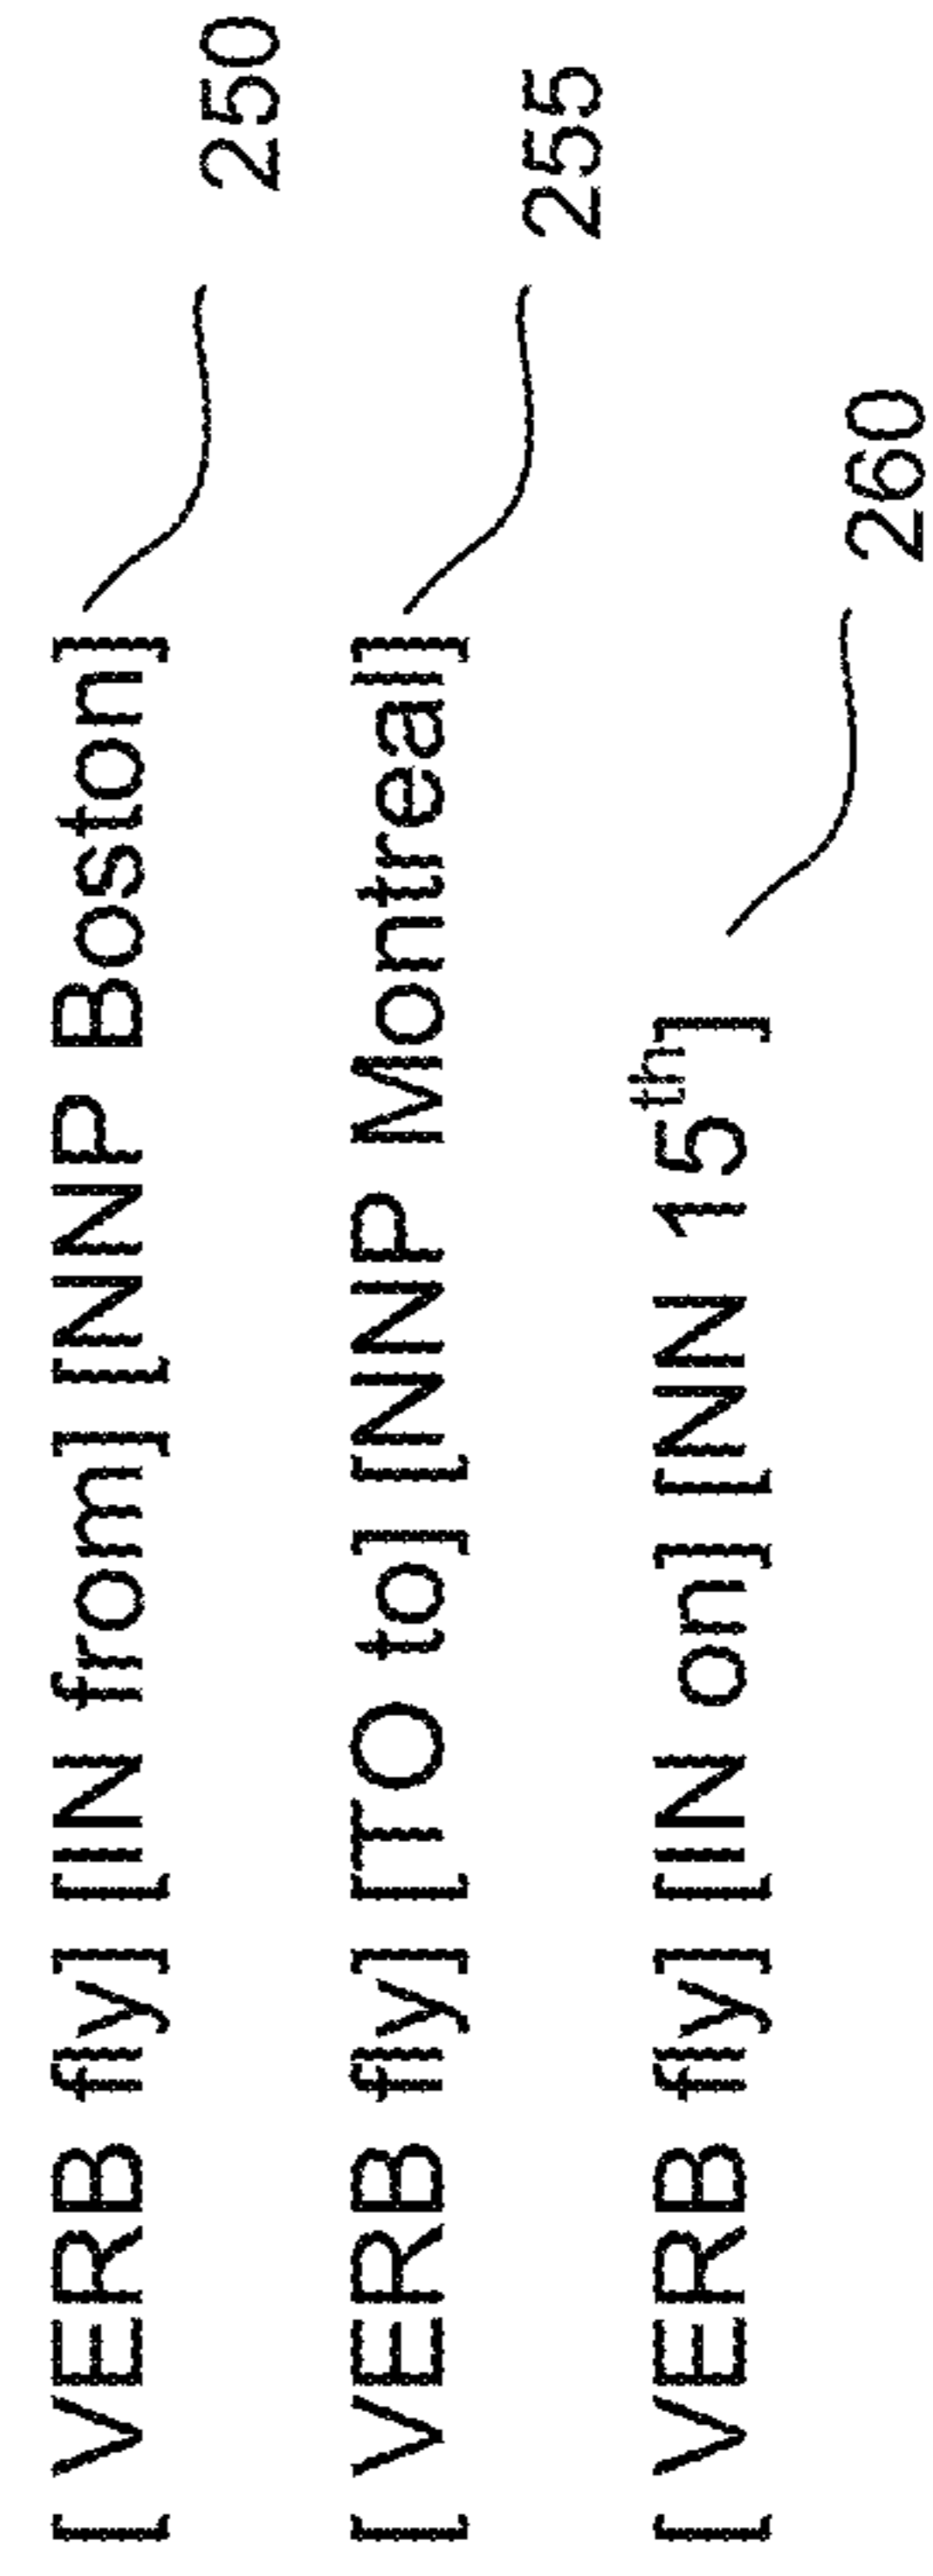 [ VERB fly] [IN from] [NNP Boston] 250
[ VERB fly] [TO to] [NNP Montreal] 255
[ VERB fly] [IN on] [NN 15th] 260